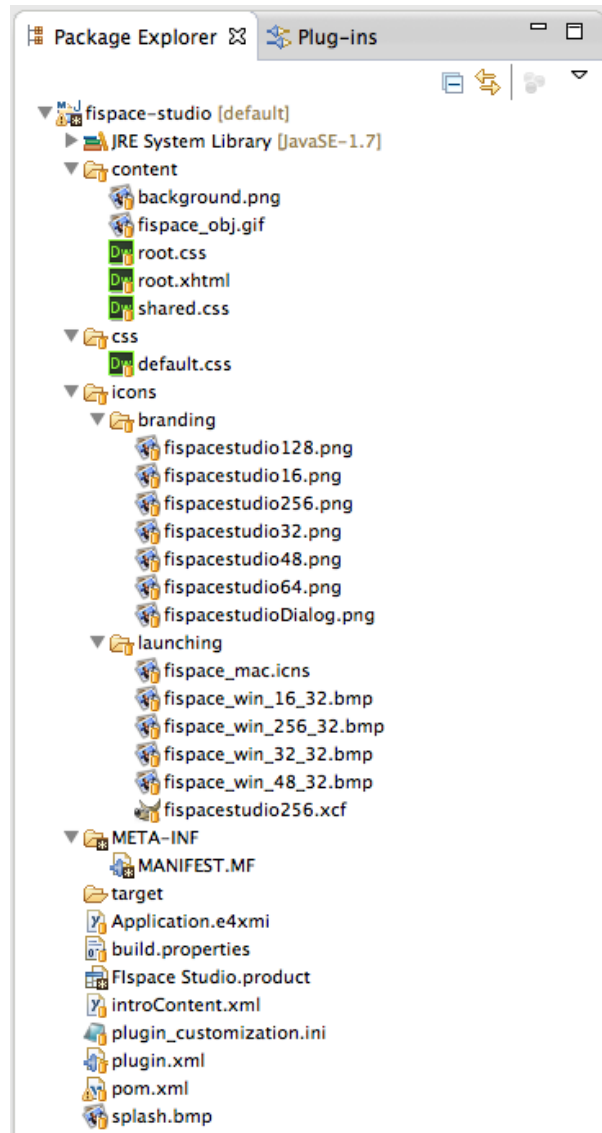 Package Explorer Plug-ins
fispace-studio [default]
JRE System Library [JavaSE-1.7]
content
background.png
fispace_obj.gif
root.css
root.xhtml
shared.css
css
default.css
icons
branding
fispacestudio128.png
fispacestudio16.png
fispacestudio256.png
fispacestudio32.png
fispacestudio48.png
fispacestudio64.png
fispacestudioDialog.png
launching
fispace_mac.icns
fispace_win_16_32.bmp
fispace_win_256_32.bmp
fispace_win_32_32.bmp
fispace_win_48_32.bmp
fispacestudio256.xcf
META-INF
MANIFEST.MF
target
Application.e4xmi
build.properties
FIspace Studio.product
introContent.xml
plugin_customization.ini
plugin.xml
pom.xml
splash.bmp